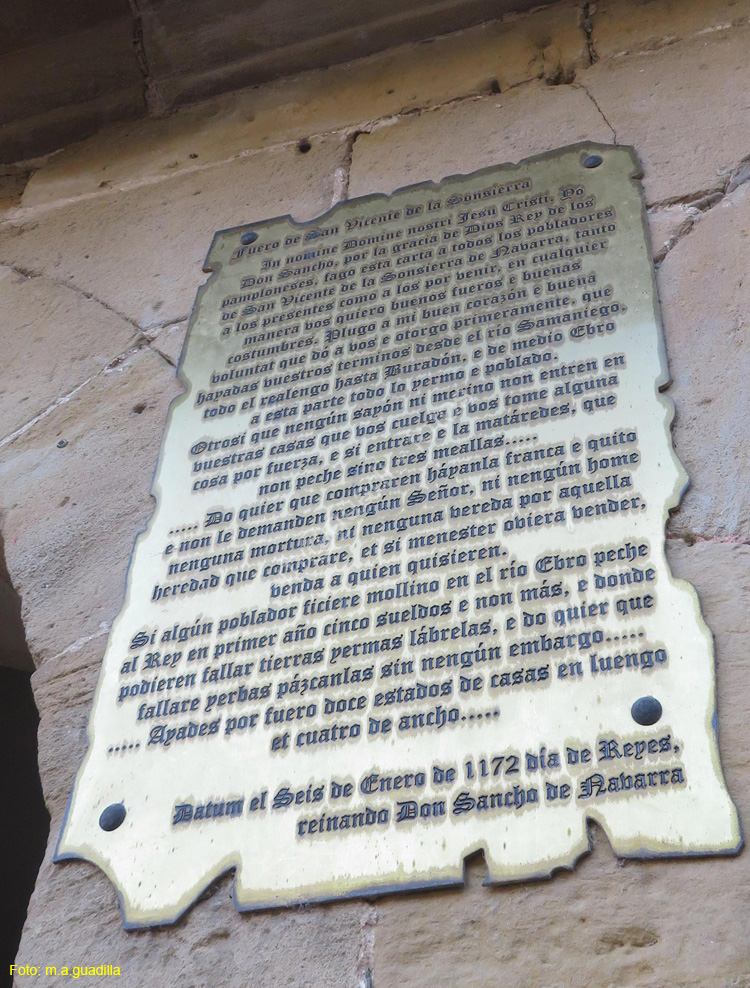 Fuero de San Vicente de la Sonsierra
In nomine Domine nostri Jesu Cristi. Yo
Don Sancho, por la gracia de Dios Rey de los
pamploneses, fago esta carta a todos los pobladores
de San Vicente de la Sonsierra de Navarra, tanto
a los presentes como a los por venir, en cualquier
manera vos quiero buenos fueros e buenas
costumbres. Plugo a mi buen corazón e buena
voluntat que dó a vos e otorgo primeramente, que
hayadas vuestros terminos desde el río Samaniego,
todo el realengo hasta Buradón, e de medio Ebro
a esta parte todo lo yermo e poblado.
Otrosi que nengún sayón ni merino non entren en
vuestras casas que vos cuelga e vos tome alguna
cosa por fuerza, e si entrare e la matáredes, que
non peche sino tres meallas.....
..... Do quier que compraren háyanla franca e quito
e non le demanden nengún Señor, ni nengún home
nenguna mortura, ni nenguna vereda por aquella
heredad que comprare, et si menester obiera vender,
venda a quien quisieren.
Si algún poblador ficiere mollino en el río Ebro peche
al Rey en primer año cinco sueldos e non más, e donde
podieren fallar tierras yermas lábrelas, e do quier que
fallare yerbas pázcanlas sin nengún embargo.....
..... Ayades por fuero doce estados de casas en luengo
et cuatro de ancho.....
Datum el Seis de Enero de 1172 día de Reyes,
reinando Don Sancho de Navarra
Foto: m.a.guadilla